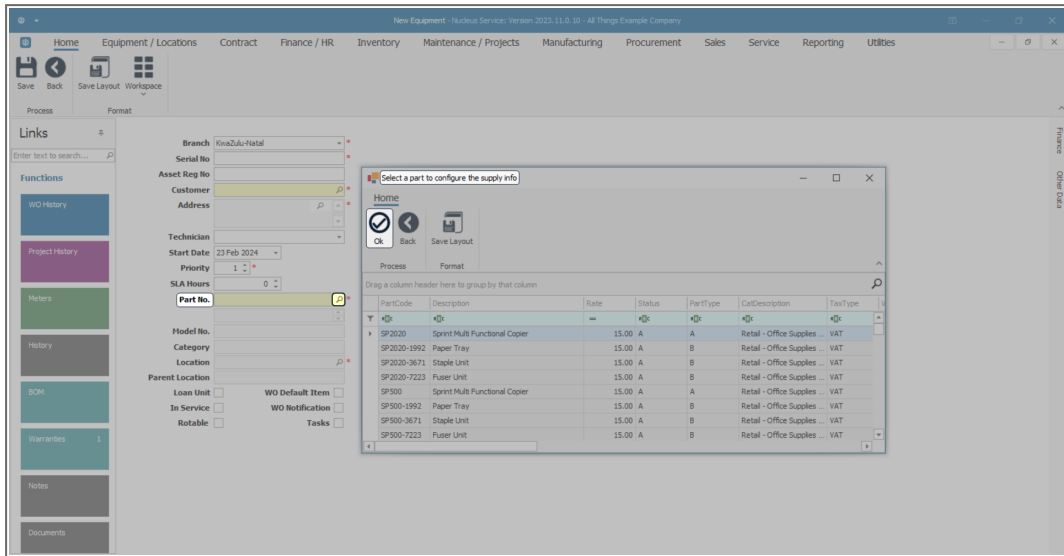 New Equipment - Nucleus Service: Version 2023.11.0.10 - All Things Example Company
Home Equipment / Locations Contract Finance / HR Inventory Maintenance / Projects Manufacturing Procurement Sales Service Reporting Utilities
Save Back Save Layout Workspace
Process Format
Links
Enter text to search...
Functions
WO History
Project History
Meters
History
BOM
Warranties 1
Notes
Documents
Branch KwaZulu-Natal *
Serial No *
Asset Reg No
Customer *
Address *
Technician
Start Date 23 Feb 2024
Priority 1 *
SLA Hours 0
Part No. *
Model No.
Category
Location *
Parent Location
Loan Unit WO Default Item
In Service WO Notification
Rotable Tasks
Select a part to configure the supply info
Home
Ok Back Save Layout
Process Format
Drag a column header here to group by that column
PartCode Description Rate Status PartType CatDescription TaxType
=
SP2020 Sprint Multi Functional Copier 15.00 A A Retail - Office Supplies ... VAT
SP2020-1992 Paper Tray 15.00 A B Retail - Office Supplies ... VAT
SP2020-3671 Staple Unit 15.00 A B Retail - Office Supplies ... VAT
SP2020-7223 Fuser Unit 15.00 A B Retail - Office Supplies ... VAT
SP500 Sprint Multi Functional Copier 15.00 A A Retail - Office Supplies ... VAT
SP500-1992 Paper Tray 15.00 A B Retail - Office Supplies ... VAT
SP500-3671 Staple Unit 15.00 A B Retail - Office Supplies ... VAT
SP500-7223 Fuser Unit 15.00 A B Retail - Office Supplies ... VAT
Finance
Other Data